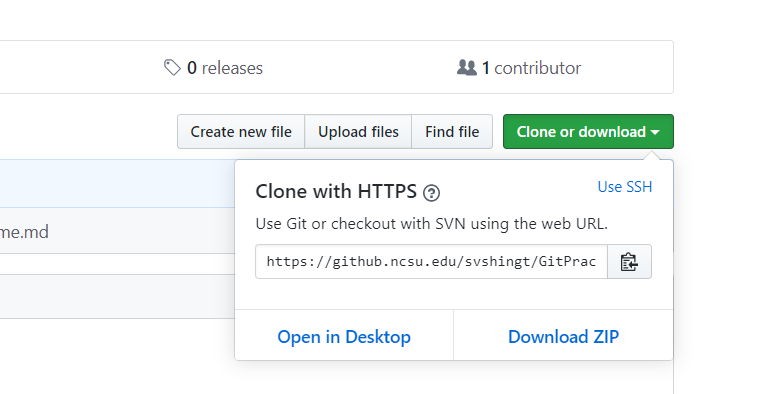 0 releases
1 contributor
Create new file
Upload files
Find file
Clone or download
Clone with HTTPS
Use SSH
Use Git or checkout with SVN using the web URL.
me.md
https://github.ncsu.edu/svshingt/GitPrac
Open in Desktop
Download ZIP